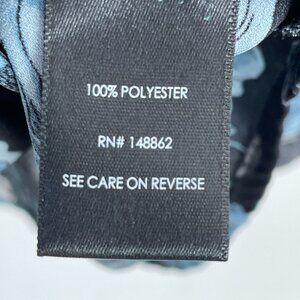 100% POLYESTER
RN# 148862
SEE CARE ON REVERSE